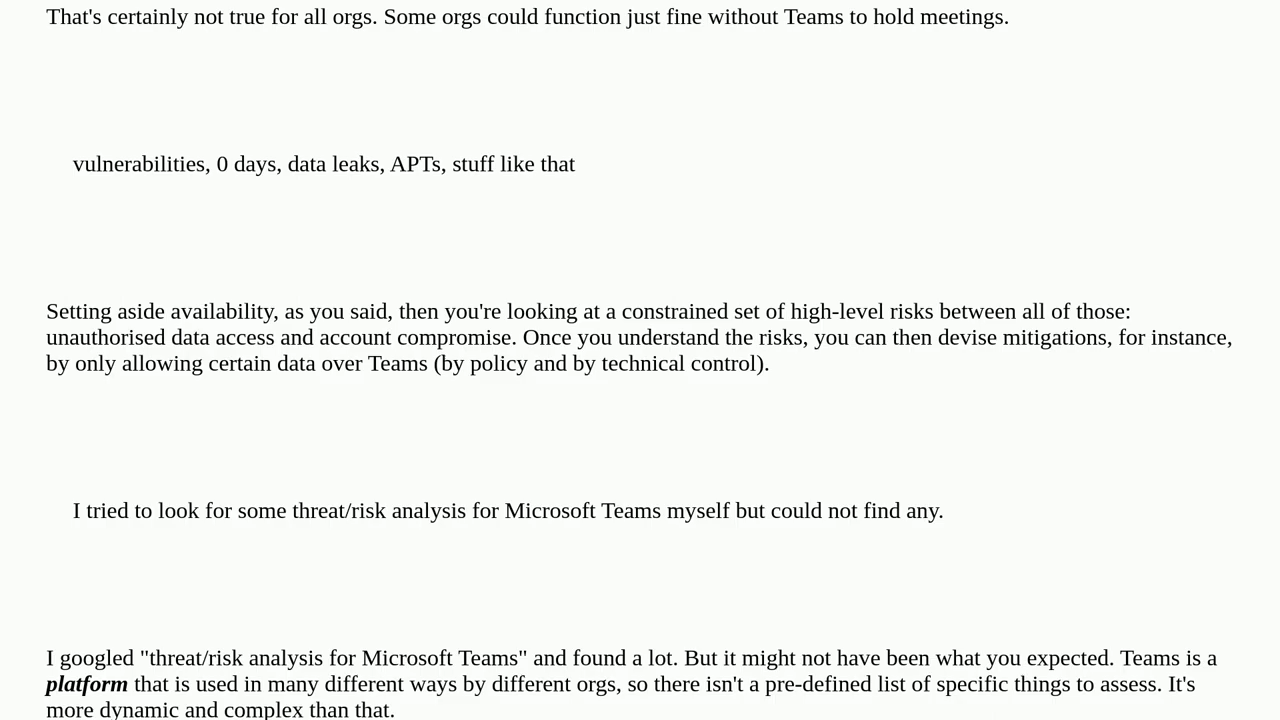 That's certainly not true for all orgs. Some orgs could function just fine without Teams to hold meetings.
vulnerabilities, 0 days, data leaks, APTs, stuff like that
Setting aside availability, as you said, then you're looking at a constrained set of high-level risks between all of those:
unauthorised data access and account compromise. Once you understand the risks, you can then devise mitigations, for instance,
by only allowing certain data over Teams (by policy and by technical control).
I tried to look for some threat/risk analysis for Microsoft Teams myself but could not find any.
I googled "threat/risk analysis for Microsoft Teams" and found a lot. But it might not have been what you expected. Teams is a
platform that is used in many different ways by different orgs, so there isn't a pre-defined list of specific things to assess. It's
more dynamic and complex than that.